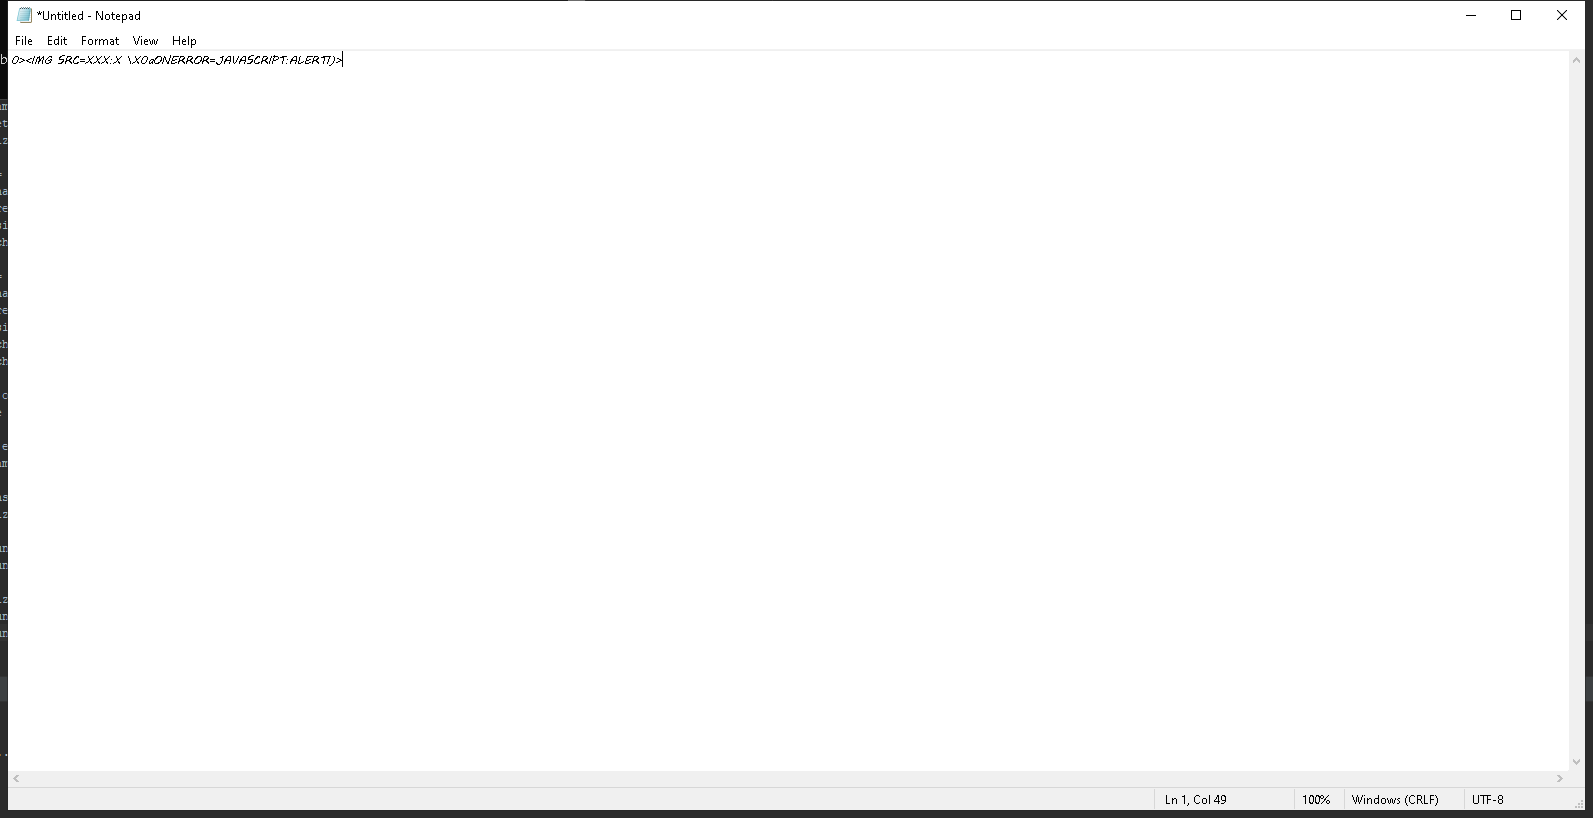 *Untitled - Notepad
File Edit Format View Help
0><IMG SRC=XXX:X \X0dONERROR=JAVASCRIPT:ALERT1)>
Ln 1, Col 49 100% Windows (CRLF) UTF-8